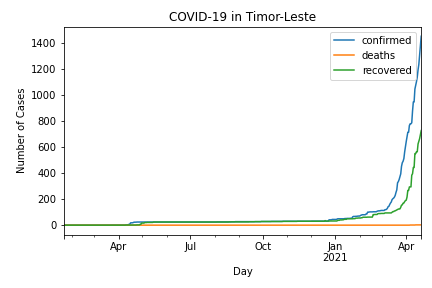 COVID-19 in Timor-Leste
Number of Cases
1400
1200
1000
800
600
400
200
0
confirmed
deaths
recovered
Apr
Jul
Oct
Jan
2021
Apr
Day